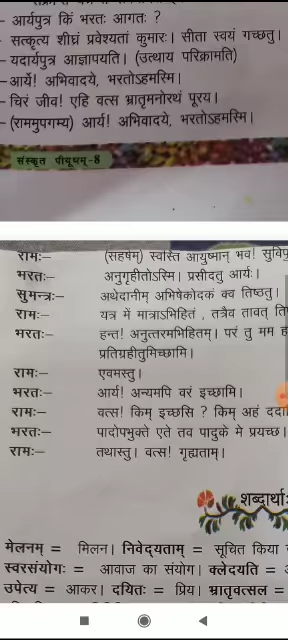 - आर्यपुत्र किं भरतः आगतः ?
- सत्कृत्य शीघ्रं प्रवेश्यतां कुमारः। सीता स्वयं गच्छतु।
- यदार्यपुत्र आज्ञापयति। (उत्थाय परिक्रामति)
- आर्ये! अभिवादये, भरतोऽहमस्मि।
- चिरं जीव! एहि वत्स भ्रातृमनोरथं पूरय।
- (राममुपगम्य) आर्य! अभिवादये, भरतोऽहमस्मि।
संस्कृत पीयूषम्-8
रामः– (सहर्षम्) स्वस्ति आयुष्मान् भव!
भरतः– अनुगृहीतोऽस्मि। प्रसीदतु आर्यः।
सुमन्त्रः– अथेदानीम् अभिषेकोदकं क्व तिष्ठतु।
रामः– यत्र मे मात्राऽभिहितं , तत्रैव तावत्
भरतः– हन्त! अनुत्तरमभिहितम्। परं तु मम
प्रतिग्रहीतुमिच्छामि।
रामः एवमस्तु।
भरतः– आर्य! अन्यमपि वरं इच्छामि।
रामः– वत्स! किम् इच्छसि ? किम् अहं
भरतः– पादोपभुक्ते एते तव पादुके मे प्रयच्छ।
रामः– तथास्तु। वत्स! गृह्यताम्।
शब्दार्थाः
मेलनम् = मिलन। निवेद्यताम् = सूचित किया
स्वरसंयोगः = आवाज का संयोग। क्लेदयति =
उपेत्य = आकर। दयितः = प्रिय। भ्रातृवत्सल =